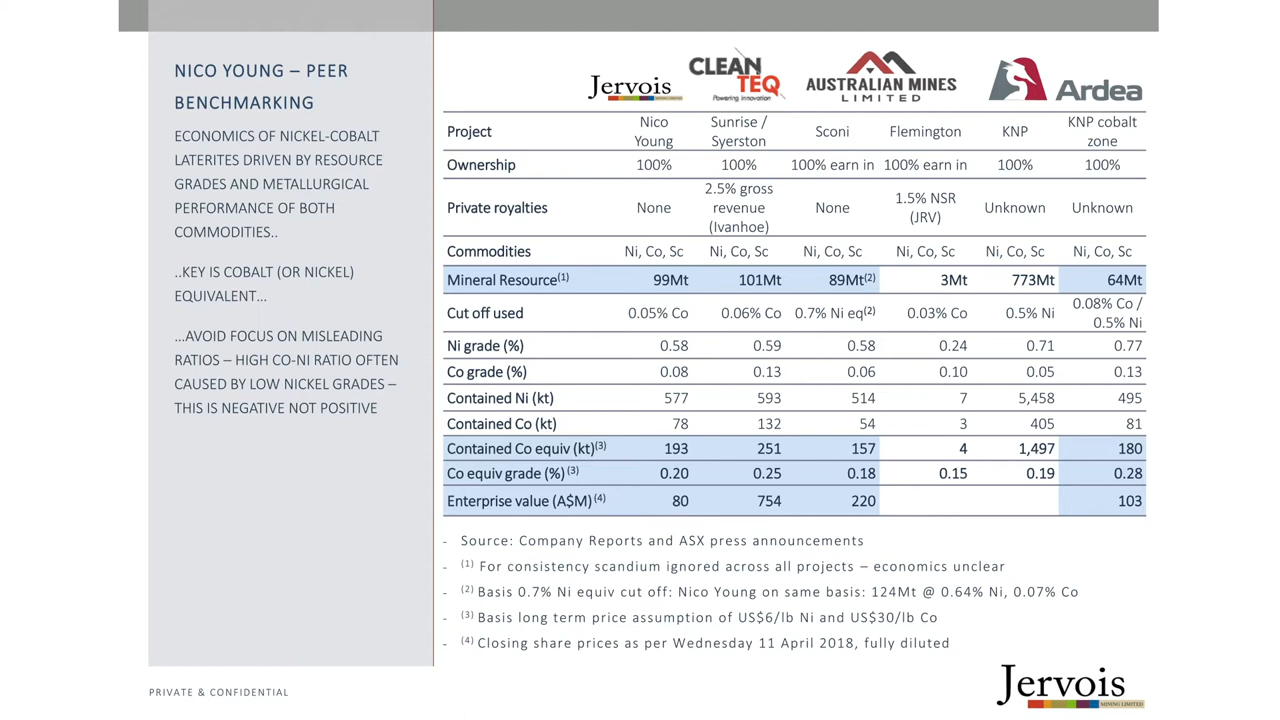 NICO YOUNG – PEER
BENCHMARKING
ECONOMICS OF NICKEL-COBALT
LATERITES DRIVEN BY RESOURCE
GRADES AND METALLURGICAL
PERFORMANCE OF BOTH
COMMODITIES..
..KEY IS COBALT (OR NICKEL)
EQUIVALENT…
…AVOID FOCUS ON MISLEADING
RATIOS – HIGH CO-NI RATIO OFTEN
CAUSED BY LOW NICKEL GRADES –
THIS IS NEGATIVE NOT POSITIVE
Jervois CLEAN TEQ Powering innovation AUSTRALIAN MINES LIMITED Ardea
Project Nico Young Sunrise / Syerston Sconi Flemington KNP KNP cobalt zone
Ownership 100% 100% 100% earn in 100% earn in 100% 100%
Private royalties None 2.5% gross revenue (Ivanhoe) None 1.5% NSR (JRV) Unknown Unknown
Commodities Ni, Co, Sc Ni, Co, Sc Ni, Co, Sc Ni, Co, Sc Ni, Co, Sc Ni, Co, Sc
Mineral Resource(1) 99Mt 101Mt 89Mt(2) 3Mt 773Mt 64Mt
Cut off used 0.05% Co 0.06% Co 0.7% Ni eq(2) 0.03% Co 0.5% Ni 0.08% Co / 0.5% Ni
Ni grade (%) 0.58 0.59 0.58 0.24 0.71 0.77
Co grade (%) 0.08 0.13 0.06 0.10 0.05 0.13
Contained Ni (kt) 577 593 514 7 5,458 495
Contained Co (kt) 78 132 54 3 405 81
Contained Co equiv (kt)(3) 193 251 157 4 1,497 180
Co equiv grade (%) (3) 0.20 0.25 0.18 0.15 0.19 0.28
Enterprise value (A$M) (4) 80 754 220 103
- Source: Company Reports and ASX press announcements
- (1) For consistency scandium ignored across all projects – economics unclear
- (2) Basis 0.7% Ni equiv cut off: Nico Young on same basis: 124Mt @ 0.64% Ni, 0.07% Co
- (3) Basis long term price assumption of US$6/lb Ni and US$30/lb Co
- (4) Closing share prices as per Wednesday 11 April 2018, fully diluted
PRIVATE & CONFIDENTIAL
Jervois
MINING LIMITED